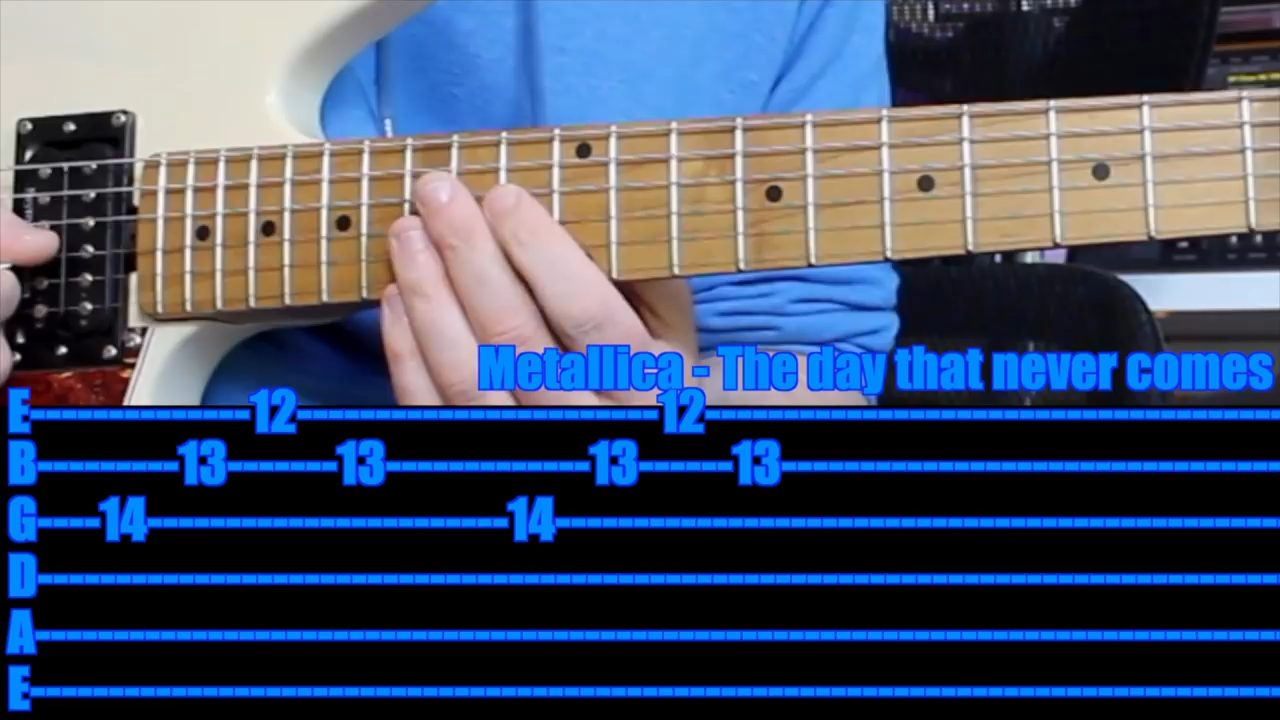 Metallica - The day that never comes
E-----------12--------------------12------------------
B-------13------13------------13------13--------------
G---14--------------------14--------------------------
D-----------------------------------------------------
A-----------------------------------------------------
E-----------------------------------------------------